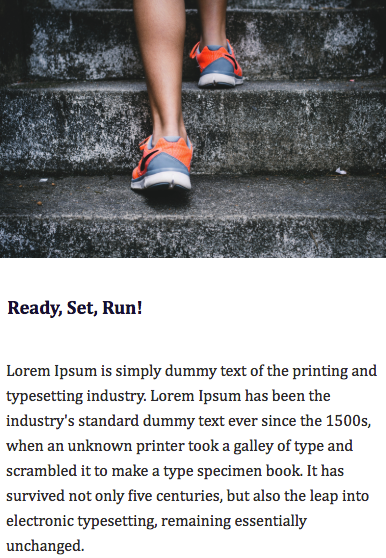 Ready, Set, Run!
Lorem Ipsum is simply dummy text of the printing and
typesetting industry. Lorem Ipsum has been the
industry's standard dummy text ever since the 1500s,
when an unknown printer took a galley of type and
scrambled it to make a type specimen book. It has
survived not only five centuries, but also the leap into
electronic typesetting, remaining essentially
unchanged.